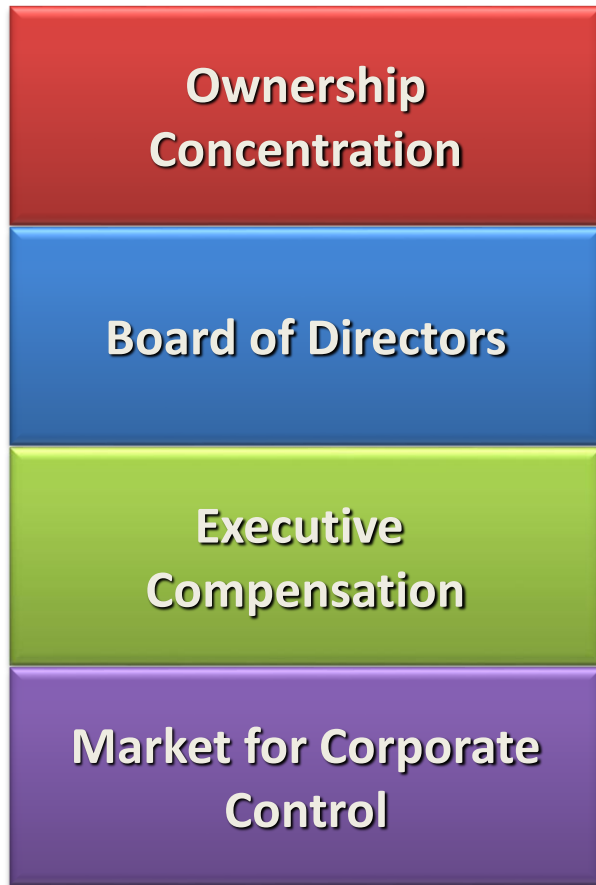 Ownership
Concentration
Board of Directors
Executive
Compensation
Market for Corporate
Control